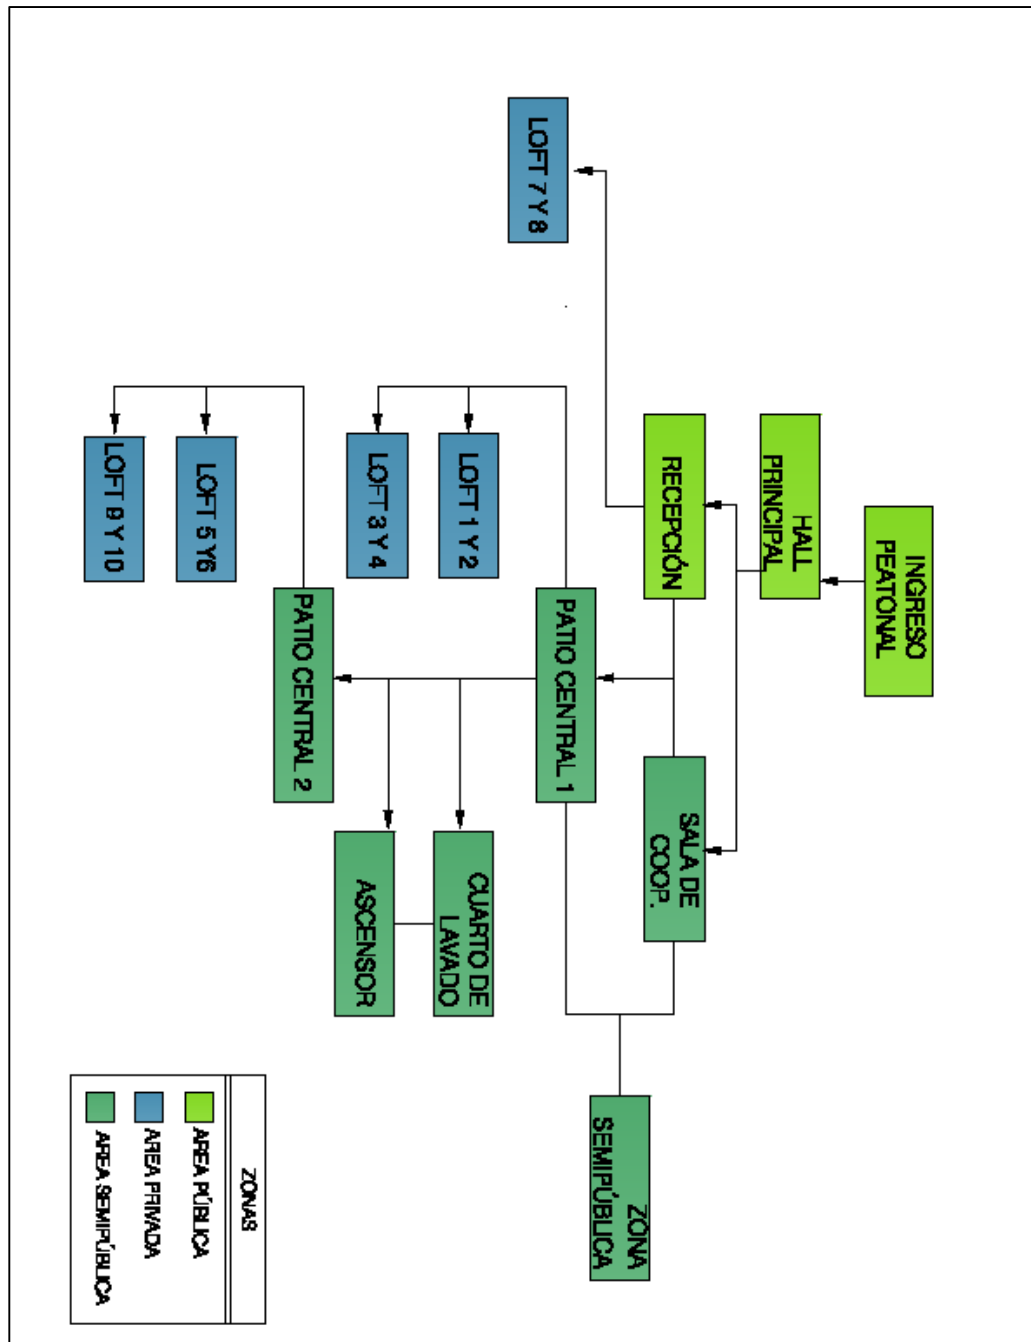 INGRESO
PEATONAL
HALL
PRINCIPAL
RECEPCIÓN
SALA DE
COOP.
LOFT 7 Y 8
PATIO CENTRAL 1
ZONA
SEMIPÚBLICA
LOFT 1 Y 2
LOFT 3 Y 4
CUARTO DE
LAVADO
ASCENSOR
PATIO CENTRAL 2
LOFT 5 Y6
LOFT 9 Y 10
ZONAS
AREA PÚBLICA
AREA PRIVADA
AREA SEMIPÚBLICA